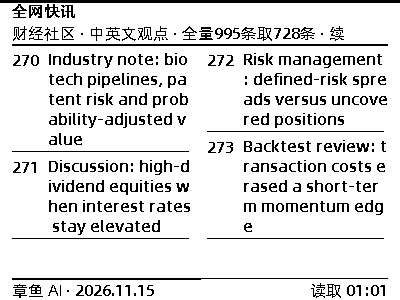 全网快讯
财经社区 · 中英文观点 · 全量995条取728条 · 续
270 Industry note: bio
tech pipelines, pa
tent risk and prob
ability-adjusted v
alue
271 Discussion: high-d
ividend equities w
hen interest rates
stay elevated
272 Risk management
: defined-risk spre
ads versus uncove
red positions
273 Backtest review: t
ransaction costs e
rased a short-ter
m momentum edg
e
章鱼 AI · 2026.11.15
读取 01:01